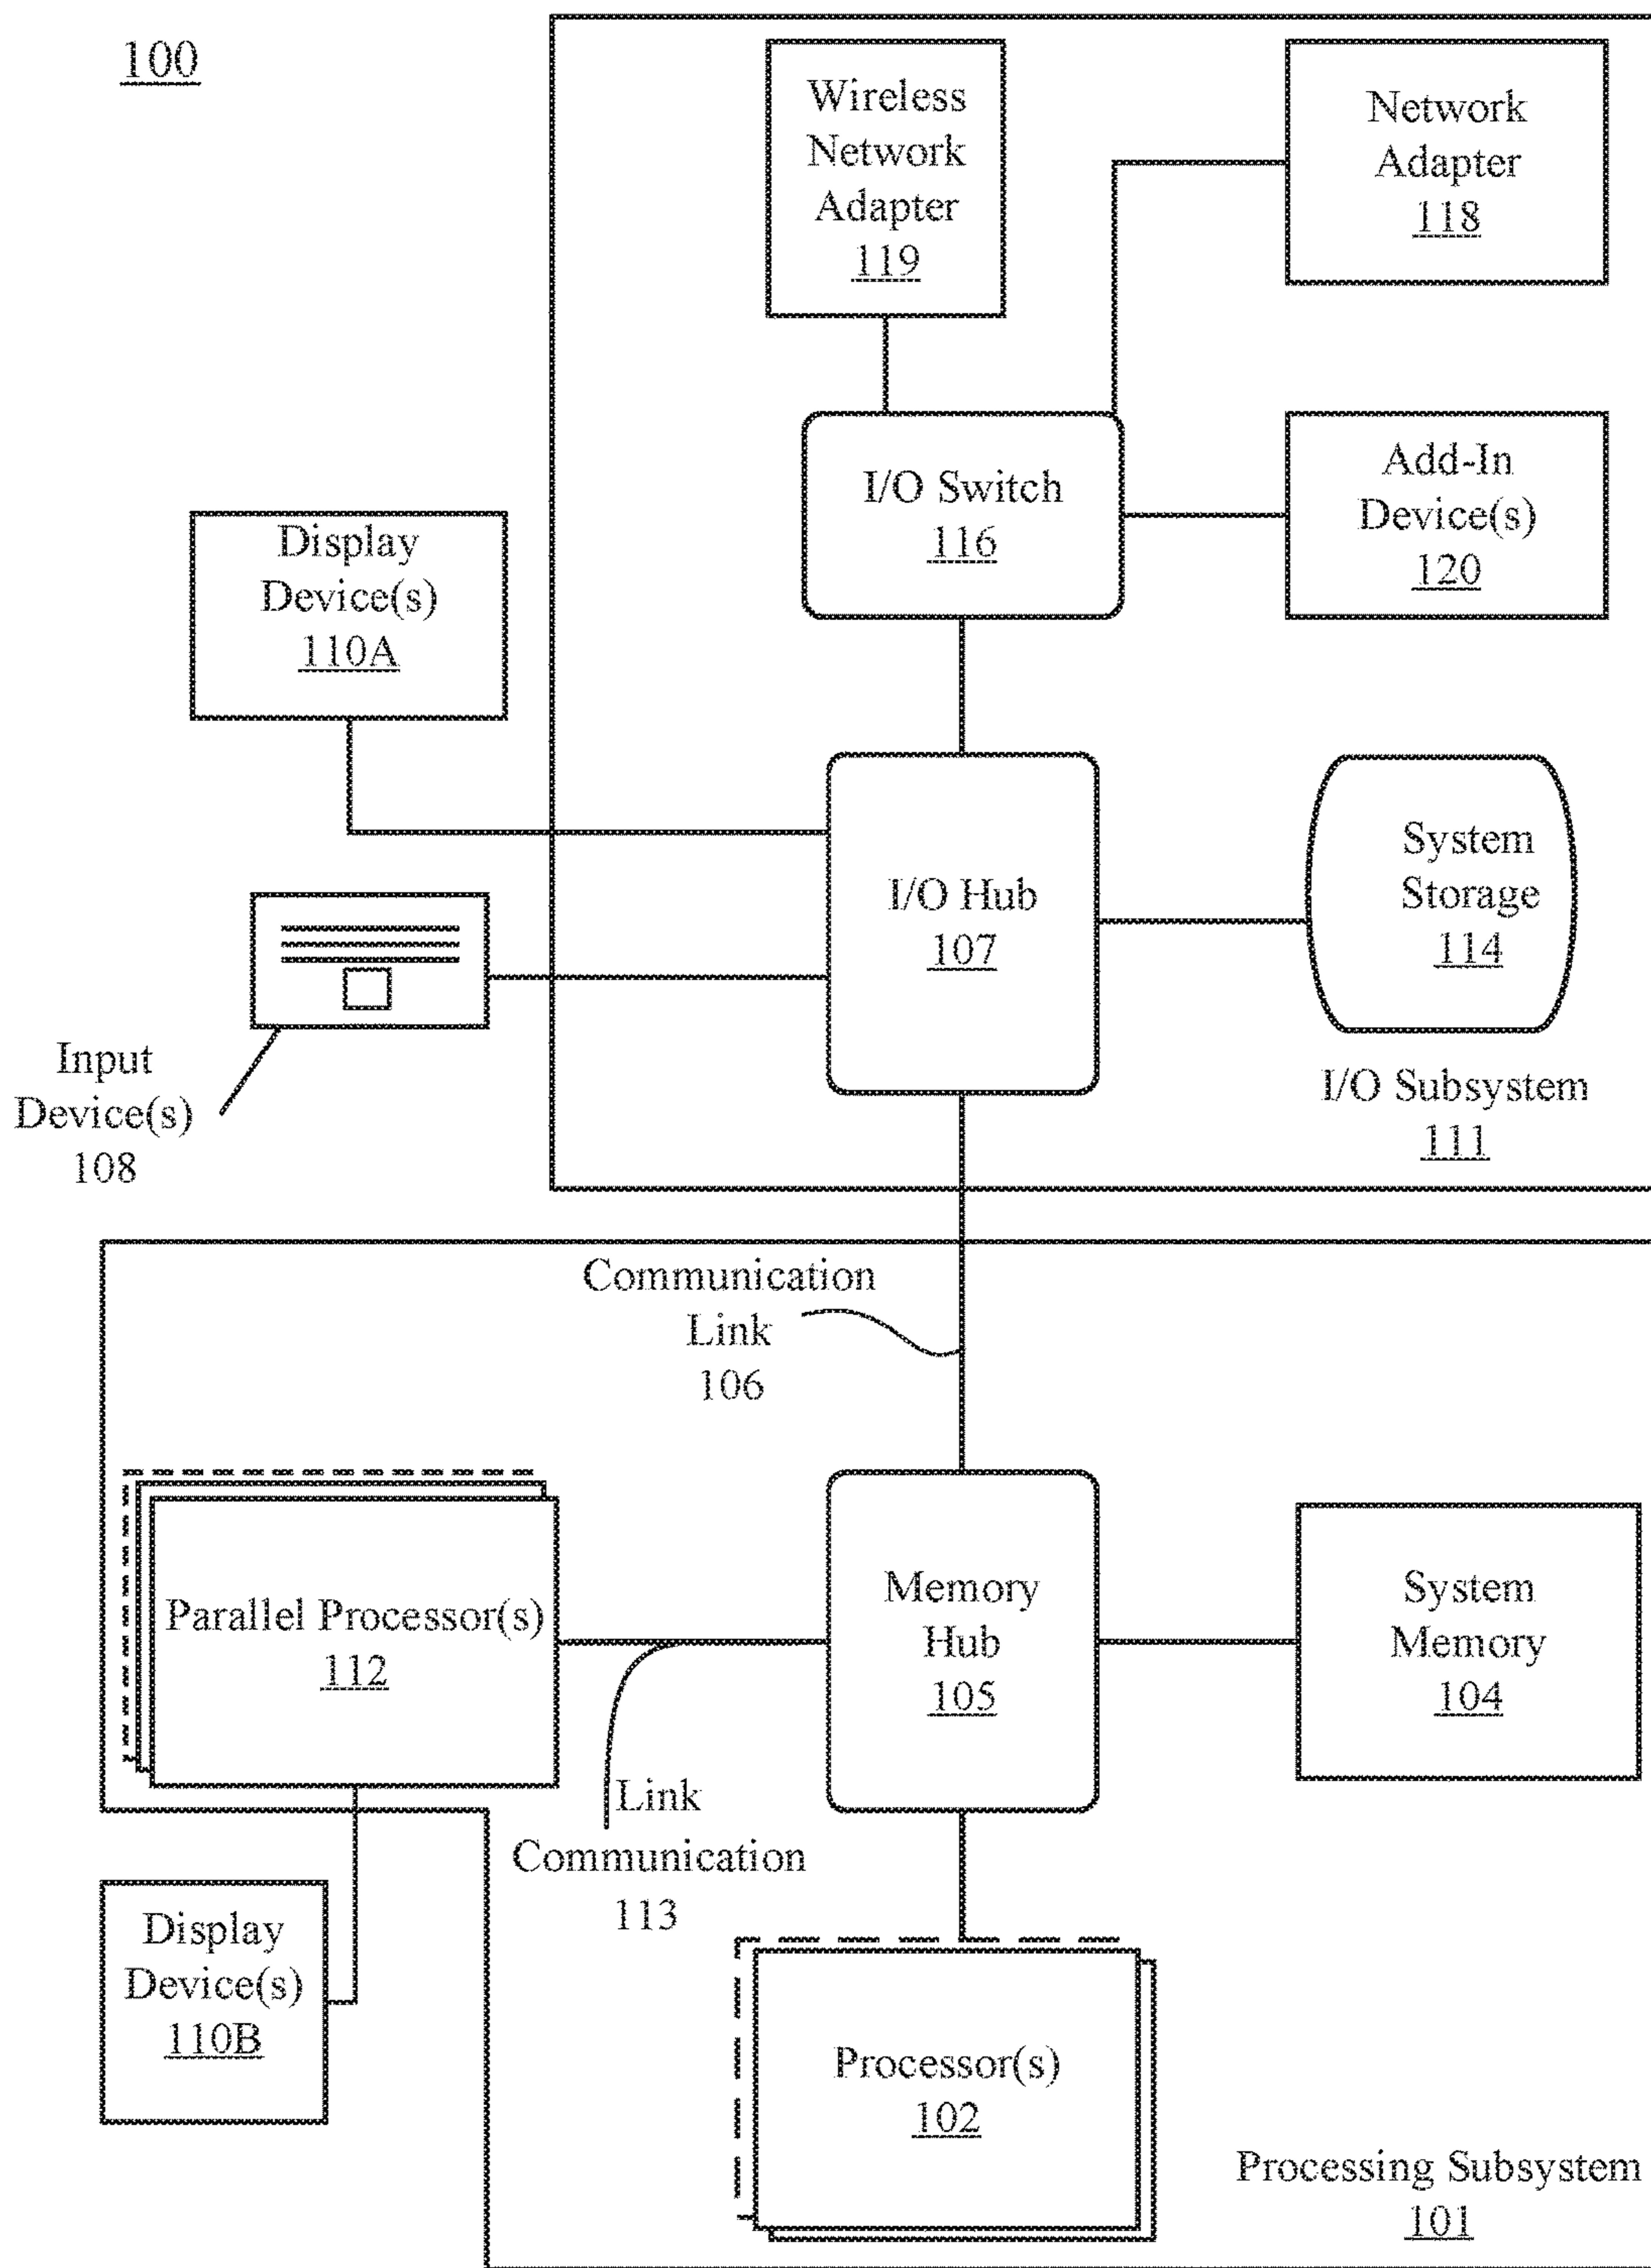 100
Wireless
Network
Adapter
119
Network
Adapter
118
I/O Switch
116
Add-In
Device(s)
120
Display
Device(s)
110A
I/O Hub
107
System
Storage
114
Input
Device(s)
108
I/O Subsystem
111
Communication
Link
106
Parallel Processor(s)
112
Memory
Hub
105
System
Memory
104
Link
Communication
113
Display
Device(s)
110B
Processor(s)
102
Processing Subsystem
101